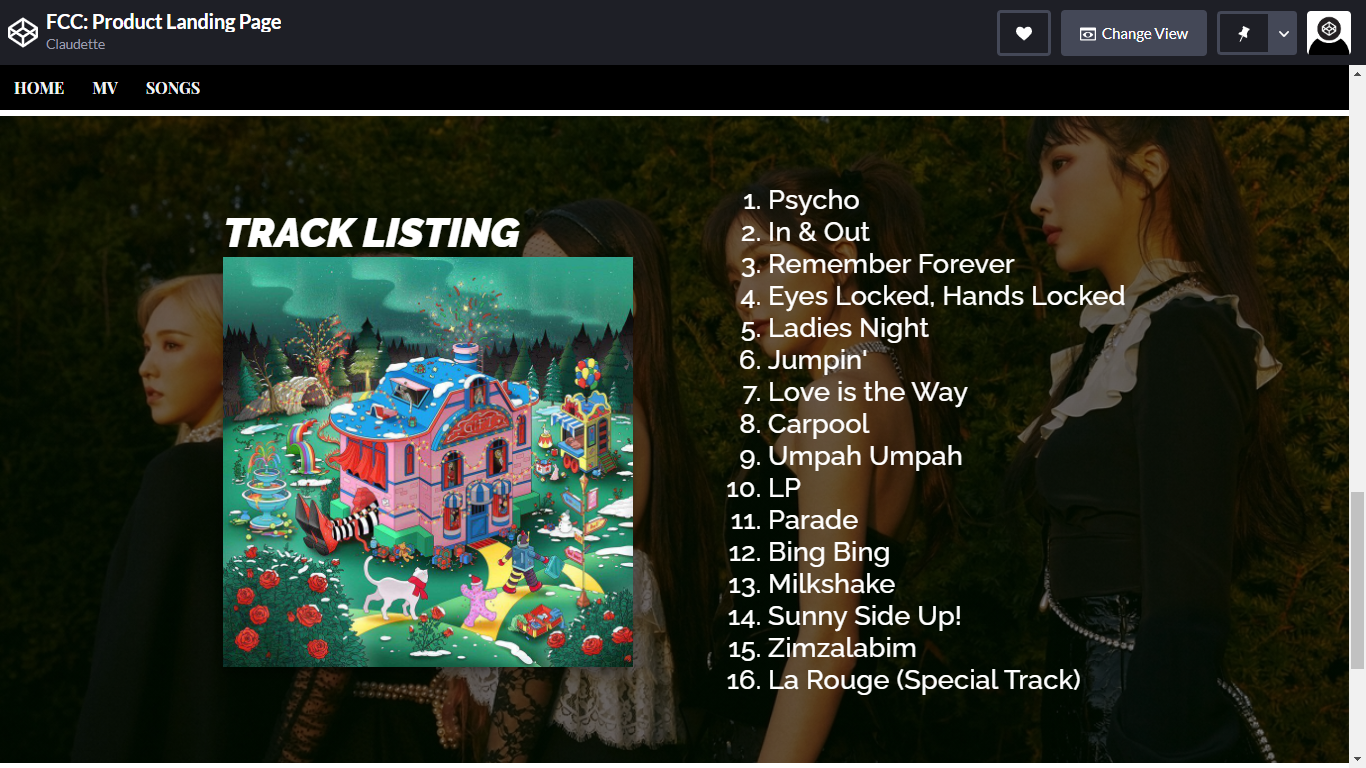 FCC: Product Landing Page
Claudette
Change View
HOME
MV
SONGS
TRACK LISTING
1. Psycho
2. In & Out
3. Remember Forever
4. Eyes Locked, Hands Locked
5. Ladies Night
6. Jumpin'
7. Love is the Way
8. Carpool
9. Umpah Umpah
10. LP
11. Parade
12. Bing Bing
13. Milkshake
14. Sunny Side Up!
15. Zimzalabim
16. La Rouge (Special Track)